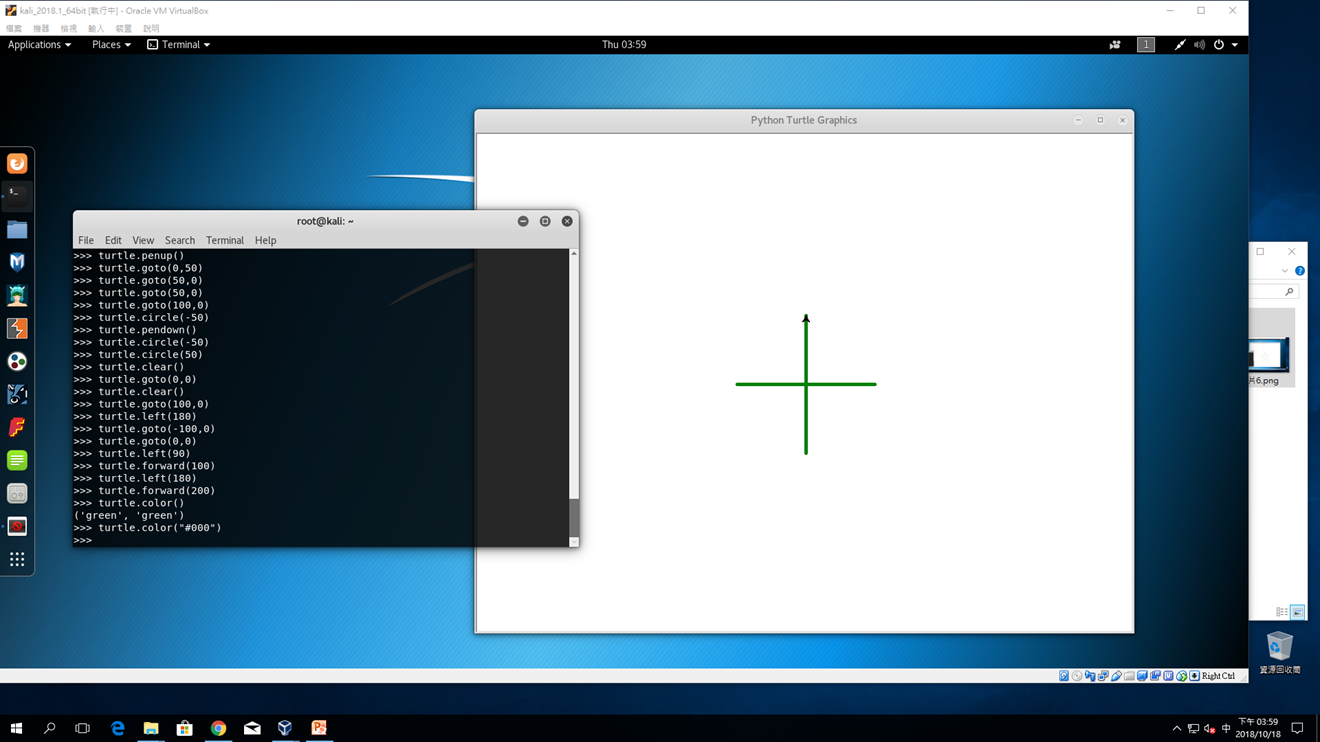 kali_2018.1_64bit [執行中] - Oracle VM VirtualBox
檔案 機器 檢視 輸入 裝置 說明
Applications Places Terminal Thu 03:59 1
Python Turtle Graphics
root@kali: ~
File Edit View Search Terminal Help
>>> turtle.penup()
>>> turtle.goto(0,50)
>>> turtle.goto(50,0)
>>> turtle.goto(50,0)
>>> turtle.goto(100,0)
>>> turtle.circle(-50)
>>> turtle.pendown()
>>> turtle.circle(-50)
>>> turtle.circle(50)
>>> turtle.clear()
>>> turtle.goto(0,0)
>>> turtle.clear()
>>> turtle.goto(100,0)
>>> turtle.left(180)
>>> turtle.goto(-100,0)
>>> turtle.goto(0,0)
>>> turtle.left(90)
>>> turtle.forward(100)
>>> turtle.left(180)
>>> turtle.forward(200)
>>> turtle.color()
('green', 'green')
>>> turtle.color("#000")
>>>
片6.png
資源回收筒
Right Ctrl
中
下午 03:59
2018/10/18